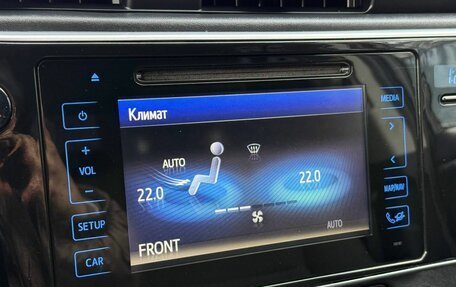 Климат
MEDIA
+
VOL
−
AUTO
22.0
22.0
MAP/NAV
SETUP
AUTO
FRONT
CAR